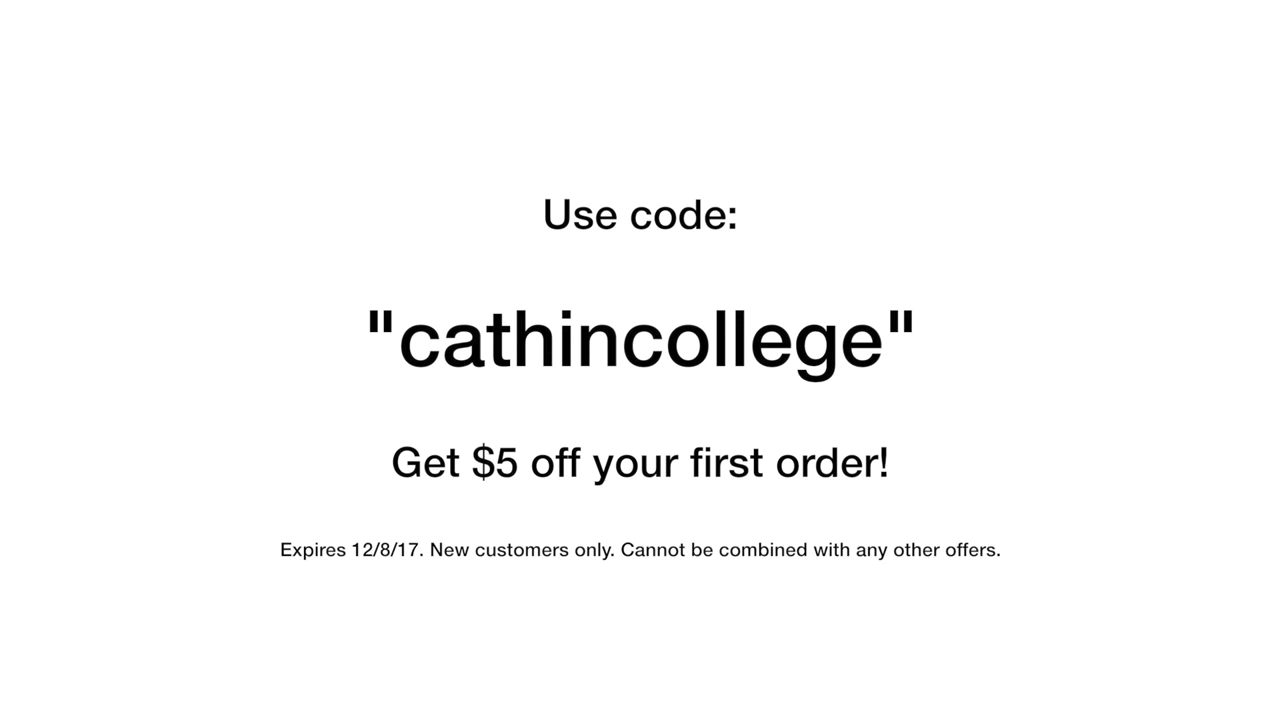 Use code:
"cathincollege"
Get $5 off your first order!
Expires 12/8/17. New customers only. Cannot be combined with any other offers.